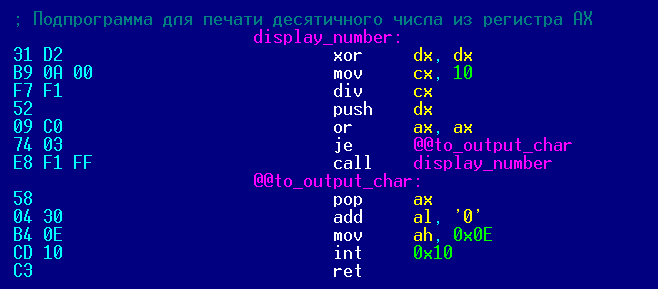 ; Подпрограмма для печати десятичного числа из регистра AX
display_number:
31 D2 xor dx, dx
B9 0A 00 mov cx, 10
F7 F1 div cx
52 push dx
09 C0 or ax, ax
74 03 je @@to_output_char
E8 F1 FF call display_number
@@to_output_char:
58 pop ax
04 30 add al, '0'
B4 0E mov ah, 0x0E
CD 10 int 0x10
C3 ret